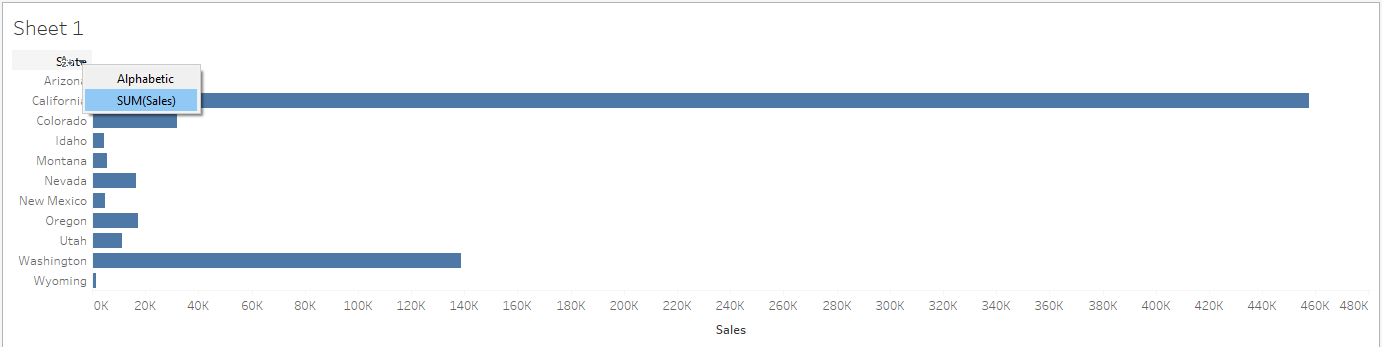 Sheet 1
State
Alphabetic
SUM(Sales)
Arizona
California
Colorado
Idaho
Montana
Nevada
New Mexico
Oregon
Utah
Washington
Wyoming
0K 20K 40K 60K 80K 100K 120K 140K 160K 180K 200K 220K 240K 260K 280K 300K 320K 340K 360K 380K 400K 420K 440K 460K 480K
Sales